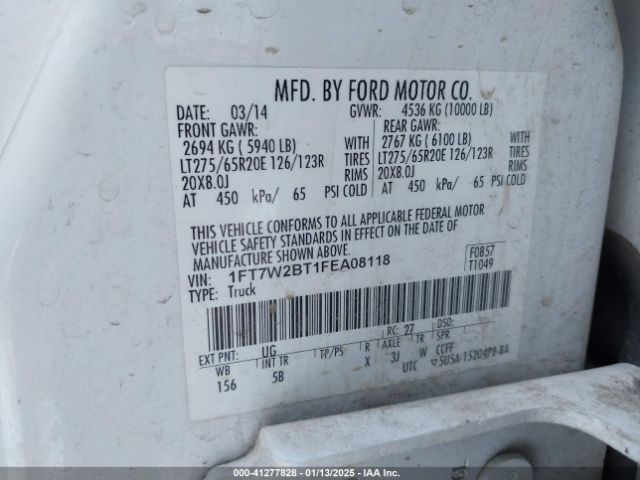 MFD. BY FORD MOTOR CO.
DATE: 03/14 GVWR: 4536 KG (10000 LB)
FRONT GAWR: REAR GAWR:
2694 KG ( 5940 LB) WITH 2767 KG ( 6100 LB) WITH
LT275/65R20E 126/123R TIRES LT275/65R20E 126/123R TIRES
20X8.0J RIMS 20X8.0J RIMS
AT 450 kPa/ 65 PSI COLD AT 450 kPa/ 65 PSI COLD
THIS VEHICLE CONFORMS TO ALL APPLICABLE FEDERAL MOTOR
VEHICLE SAFETY STANDARDS IN EFFECT ON THE DATE OF
MANUFACTURE SHOWN ABOVE.
VIN: 1FT7W2BT1FEA08118 F0857
TYPE: Truck T1049
EXT PNT: UG RC: 27 DSO:
WB INT TR TP/PS R AXLE TR SPR
156 5B X 3J W CCFF
UTC
000-41277828 - 01/13/2025 - IAA Inc.